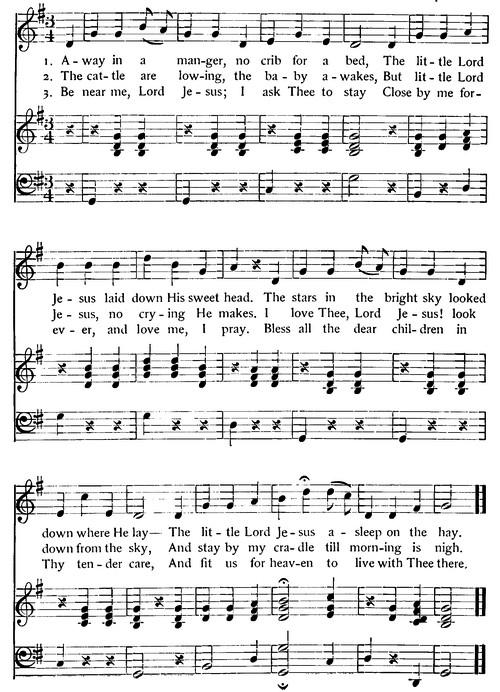 1. A-way in a man-ger, no crib for a bed, The lit-tle Lord
2. The cat-tle are low-ing, the ba-by a-wakes, But lit-tle Lord
3. Be near me, Lord Je-sus; I ask Thee to stay Close by me for-
Je-sus laid down His sweet head. The stars in the bright sky looked
Je-sus, no cry-ing He makes. I love Thee, Lord Je-sus! look
ev-er, and love me, I pray. Bless all the dear chil-dren in
down where He lay— The lit-tle Lord Je-sus a-sleep on the hay.
down from the sky, And stay by my cra-dle till morn-ing is nigh.
Thy ten-der care, And fit us for heav-en to live with Thee there.